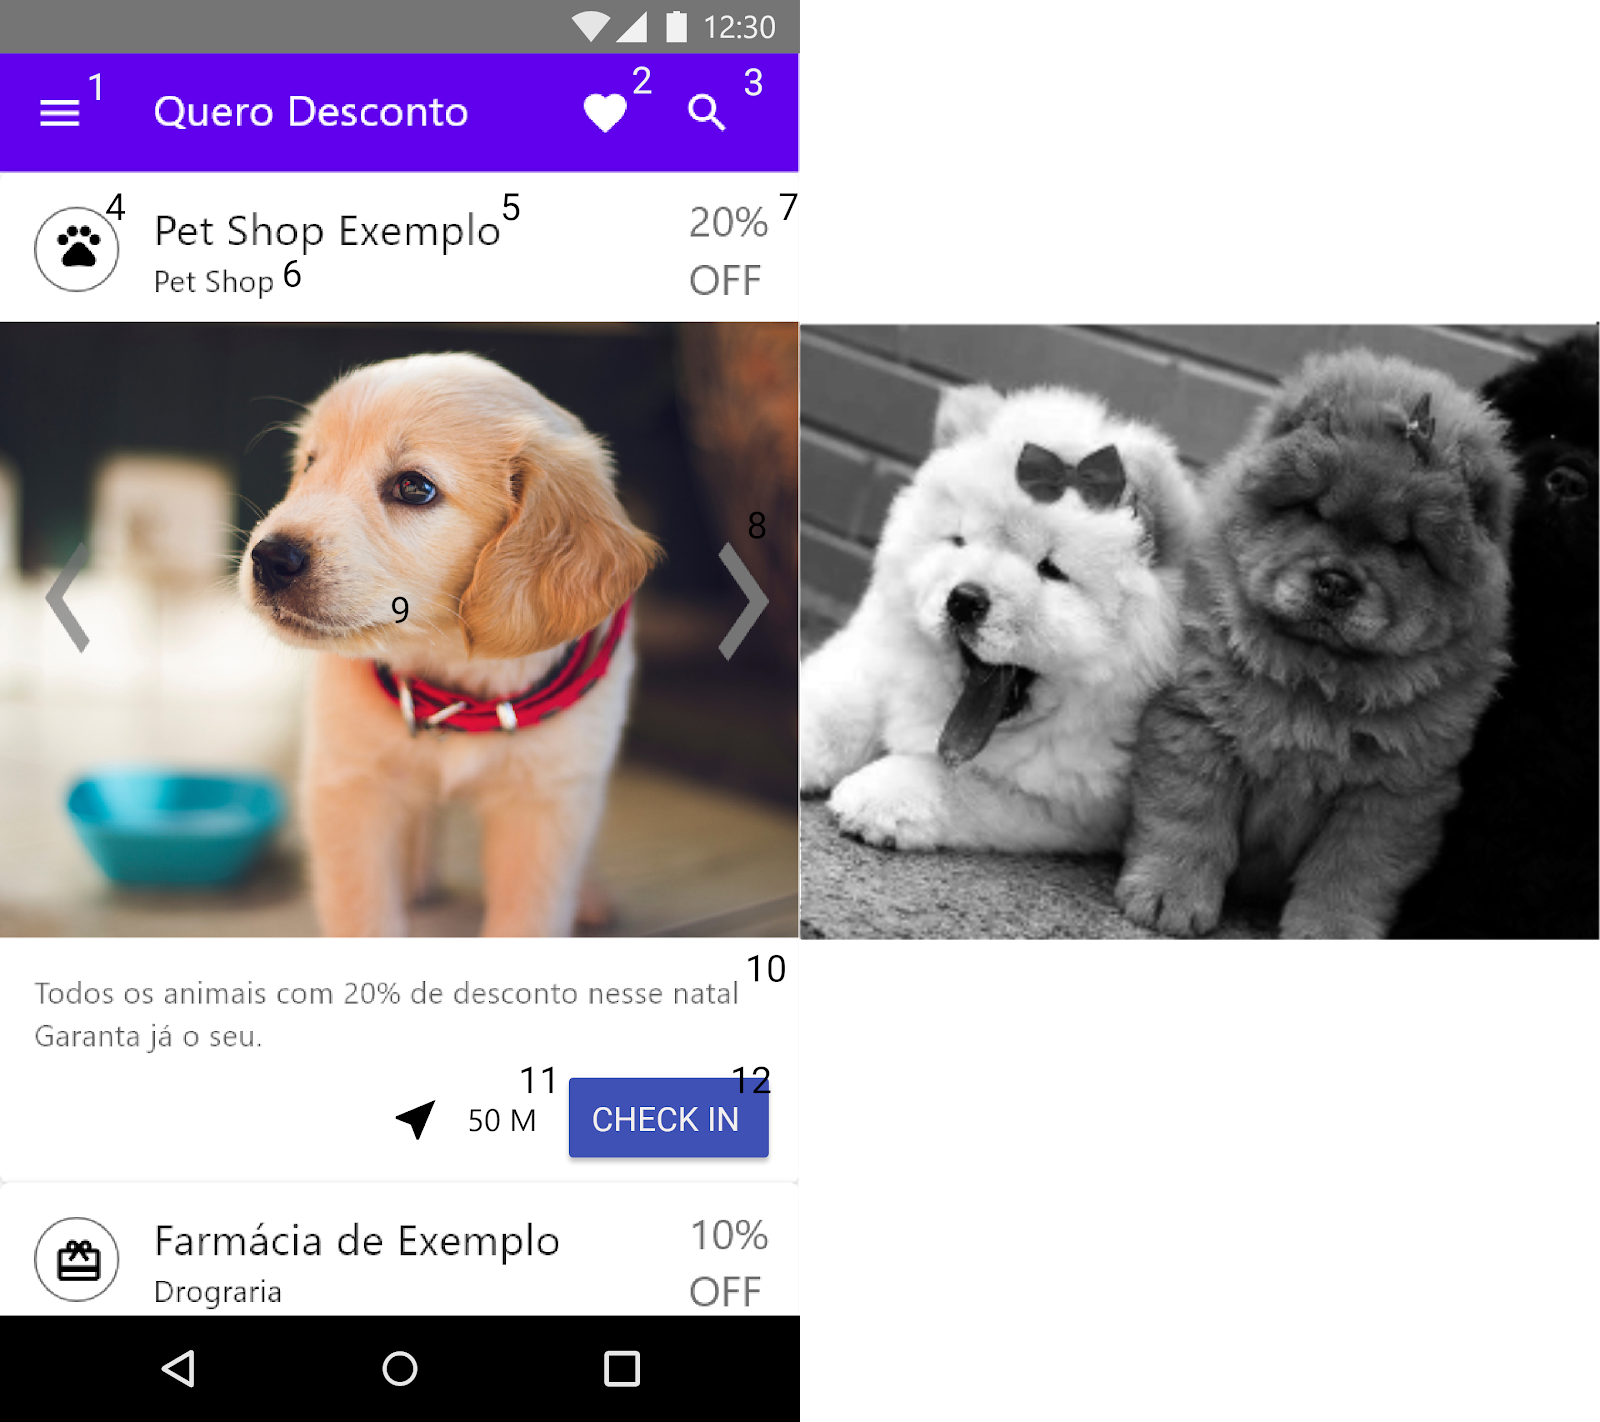 12:30
1
Quero Desconto
2
3
4
Pet Shop Exemplo
5
20%
7
Pet Shop
6
OFF
8
9
10
Todos os animais com 20% de desconto nesse natal
Garanta já o seu.
11
12
50 M
CHECK IN
Farmácia de Exemplo
10%
Drograria
OFF